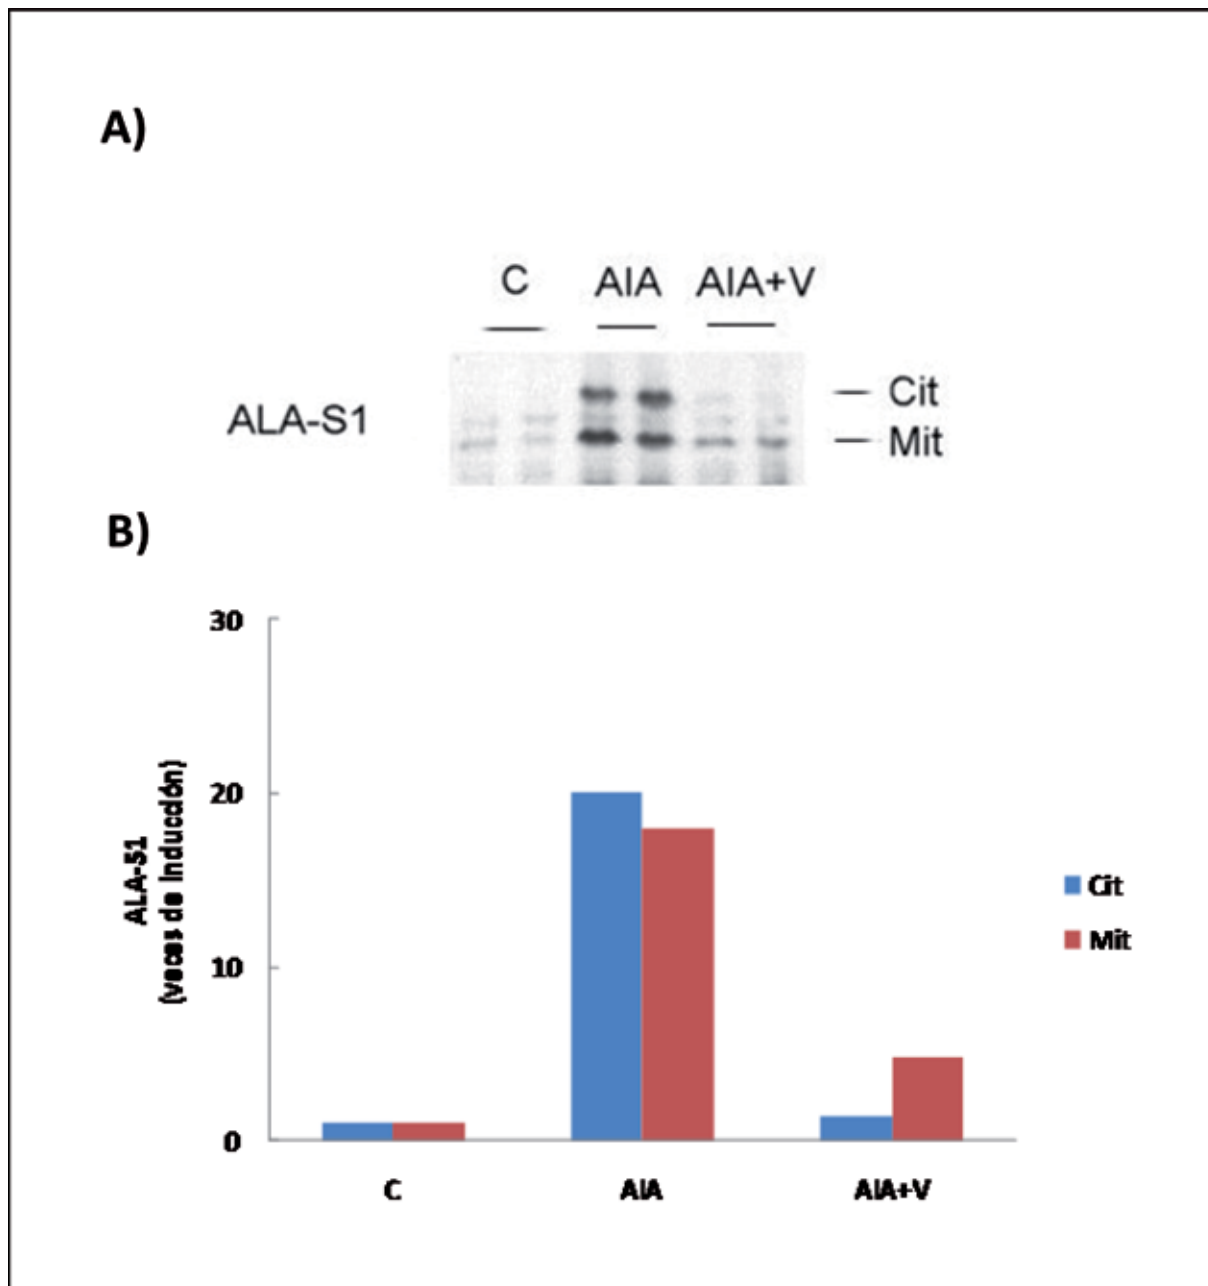 A)
C AIA AIA+V
Cit
ALA-S1
Mit
B)
30
20
10
0
ALA-S1
(veces de inducción)
Cit
Mit
C AIA AIA+V